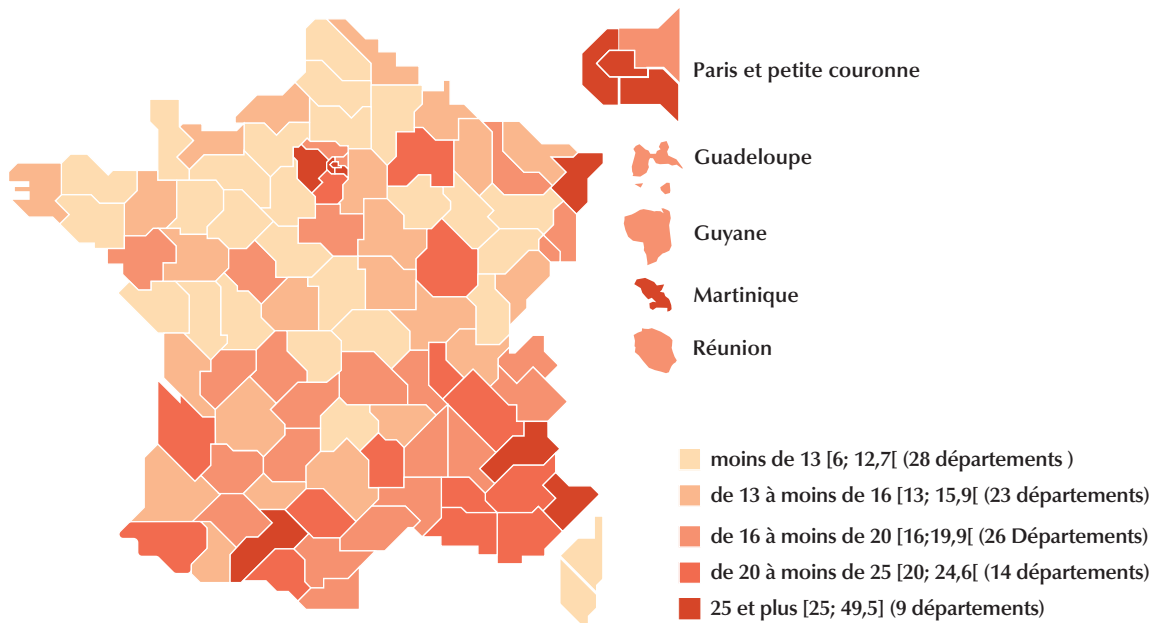 Paris et petite couronne
Guadeloupe
Guyane
Martinique
Réunion
moins de 13 [6; 12,7[ (28 départements )
de 13 à moins de 16 [13; 15,9[ (23 départements)
de 16 à moins de 20 [16;19,9[ (26 Départements)
de 20 à moins de 25 [20; 24,6[ (14 départements)
25 et plus [25; 49,5] (9 départements)